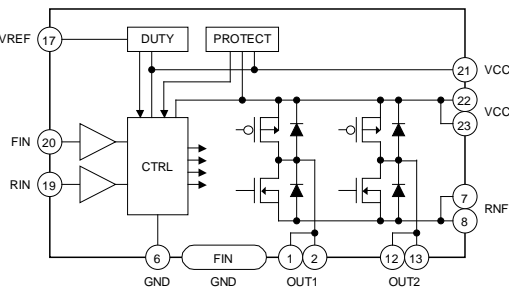 VREF 17 DUTY PROTECT
21 VCC
22 VCC
23
FIN 20
CTRL
RIN 19
7 RNF
8
6 FIN 1 2 12 13
GND GND OUT1 OUT2